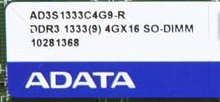 AD3S1333C4G9-R
DDR3 1333(9) 4GX16 SO-DIMM
10281368
ADATA